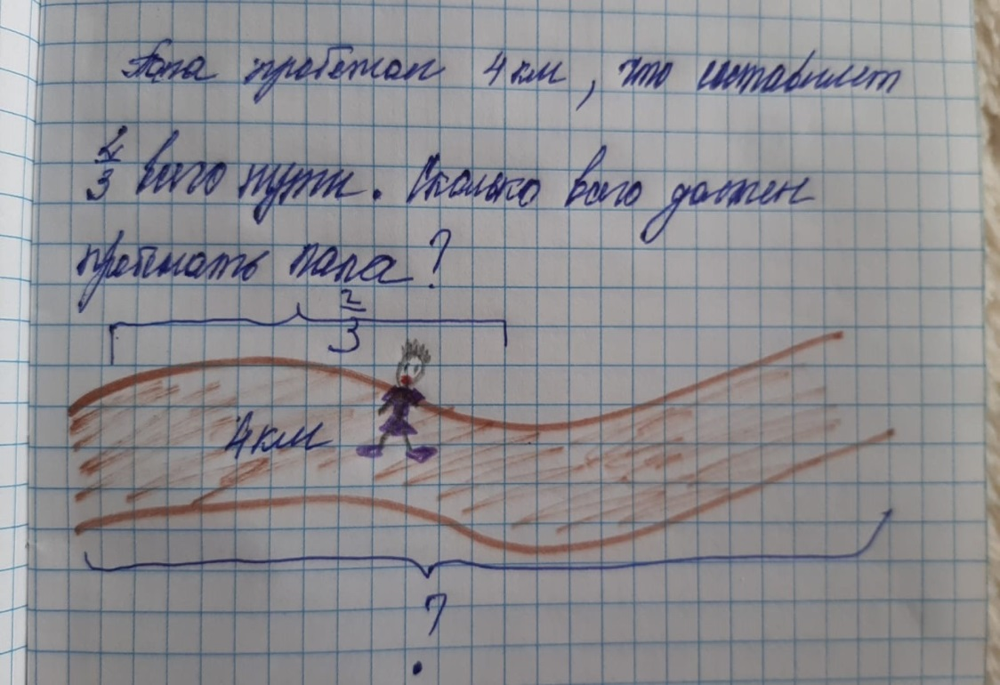 Папа пробежал 4 км, что составляет
2/3 всего пути. Сколько всего должен
пробежать папа?
2/3
4 км
?